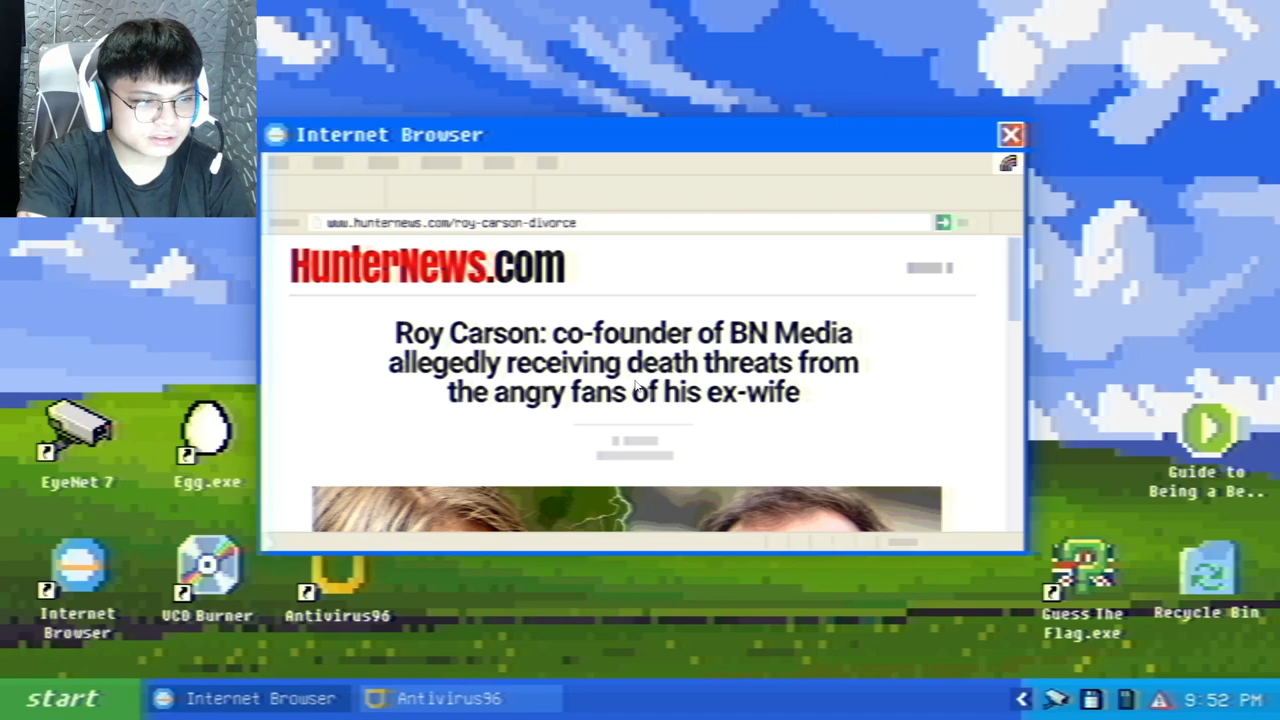 Internet Browser
www.hunternews.com/roy-carson-divorce
HunterNews.com
Roy Carson: co-founder of BN Media
allegedly receiving death threats from
the angry fans of his ex-wife
EyeNet 7
Egg.exe
Guide to
Being a Be..
Internet
Browser
VCD Burner
Antivirus96
Guess The
Flag.exe
Recycle Bin
start
Internet Browser
Antivirus96
9:52 PM